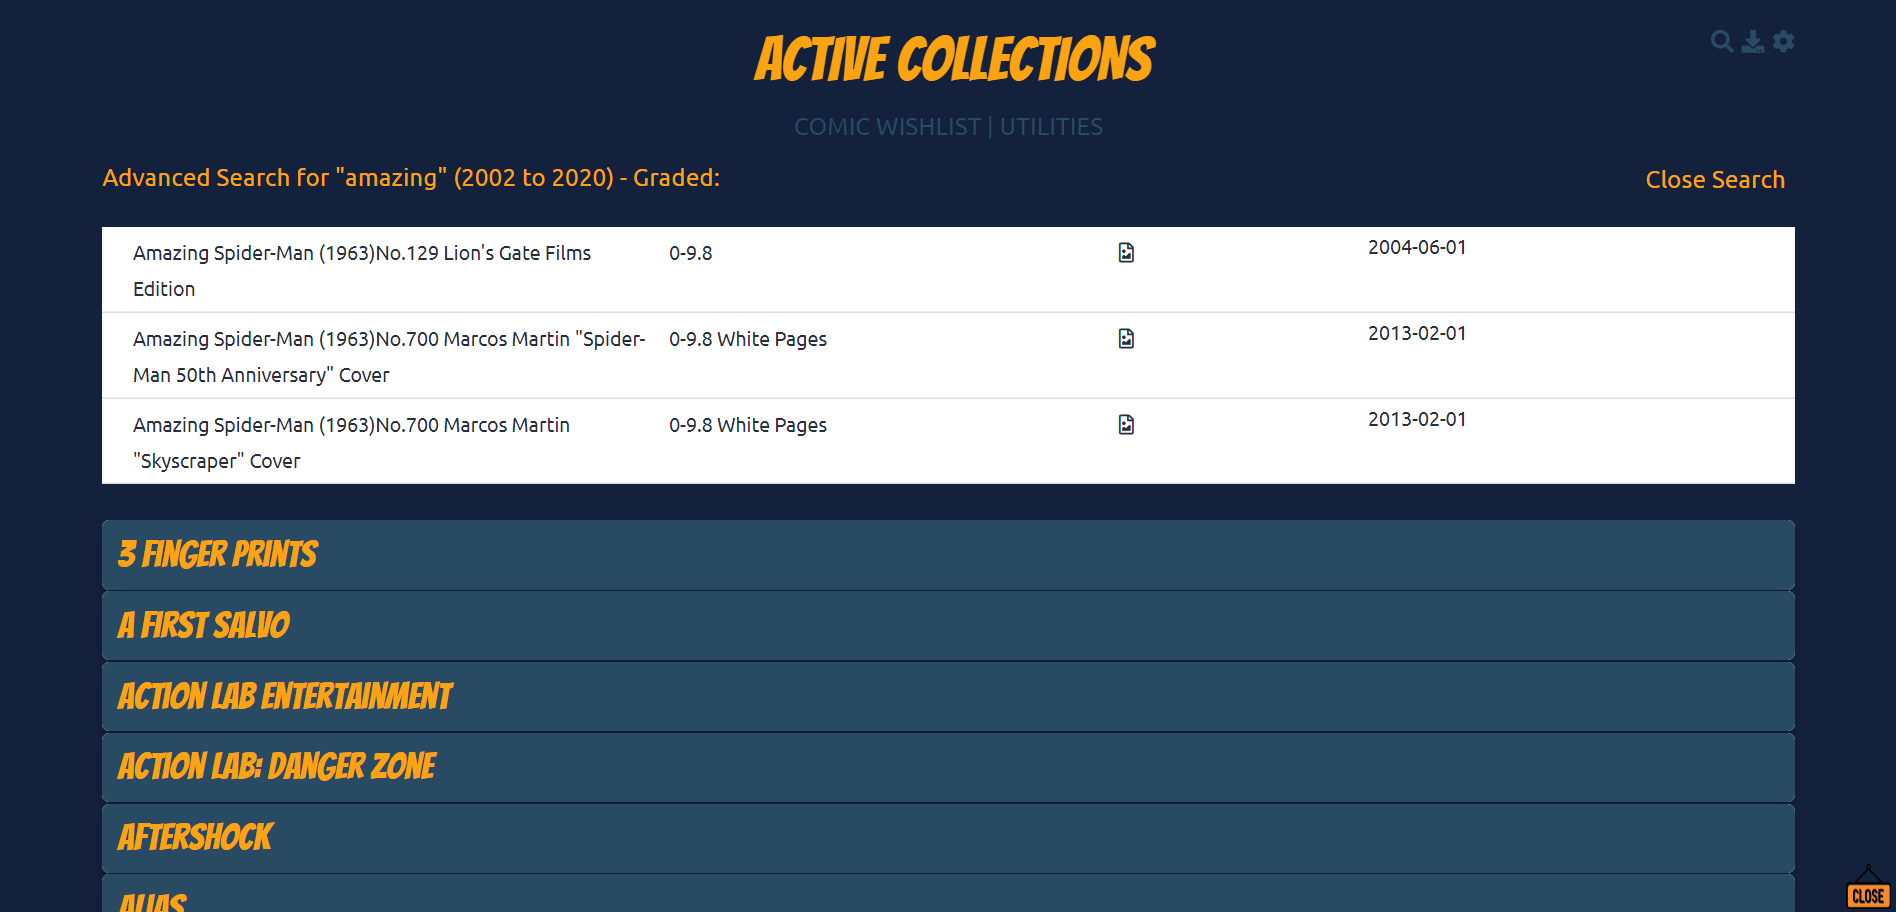 ACTIVE COLLECTIONS
COMIC WISHLIST | UTILITIES
Advanced Search for "amazing" (2002 to 2020) - Graded:
Close Search
Amazing Spider-Man (1963)No.129 Lion's Gate Films
Edition
0-9.8
2004-06-01
Amazing Spider-Man (1963)No.700 Marcos Martin "Spider-
Man 50th Anniversary" Cover
0-9.8 White Pages
2013-02-01
Amazing Spider-Man (1963)No.700 Marcos Martin
"Skyscraper" Cover
0-9.8 White Pages
2013-02-01
3 FINGER PRINTS
A FIRST SALVO
ACTION LAB ENTERTAINMENT
ACTION LAB: DANGER ZONE
AFTERSHOCK
ALIAS
CLOSE